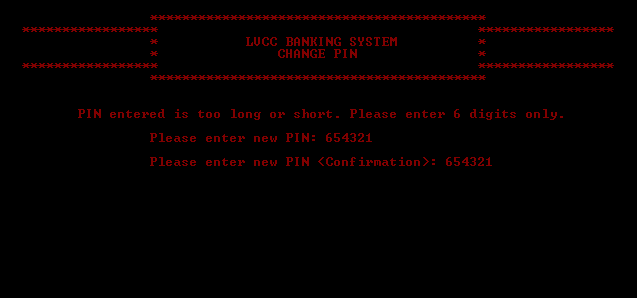 ******************************************
***************** *****************
* LVCC BANKING SYSTEM *
* CHANGE PIN *
***************** *****************
******************************************
PIN entered is too long or short. Please enter 6 digits only.
Please enter new PIN: 654321
Please enter new PIN <Confirmation>: 654321